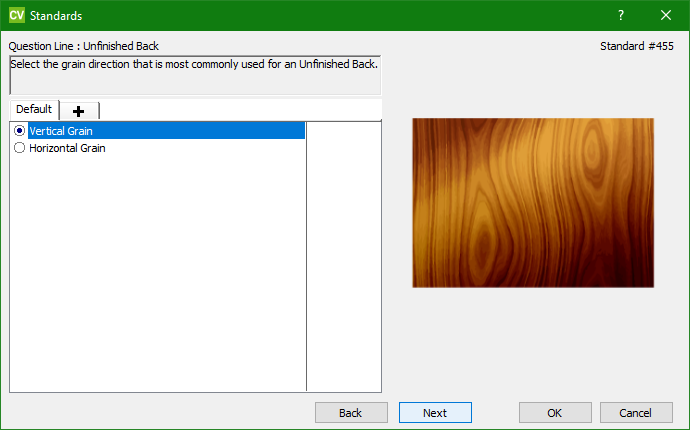 CV Standards ?
Question Line : Unfinished Back Standard #455
Select the grain direction that is most commonly used for an Unfinished Back.
Default
Vertical Grain
Horizontal Grain
Back Next OK Cancel